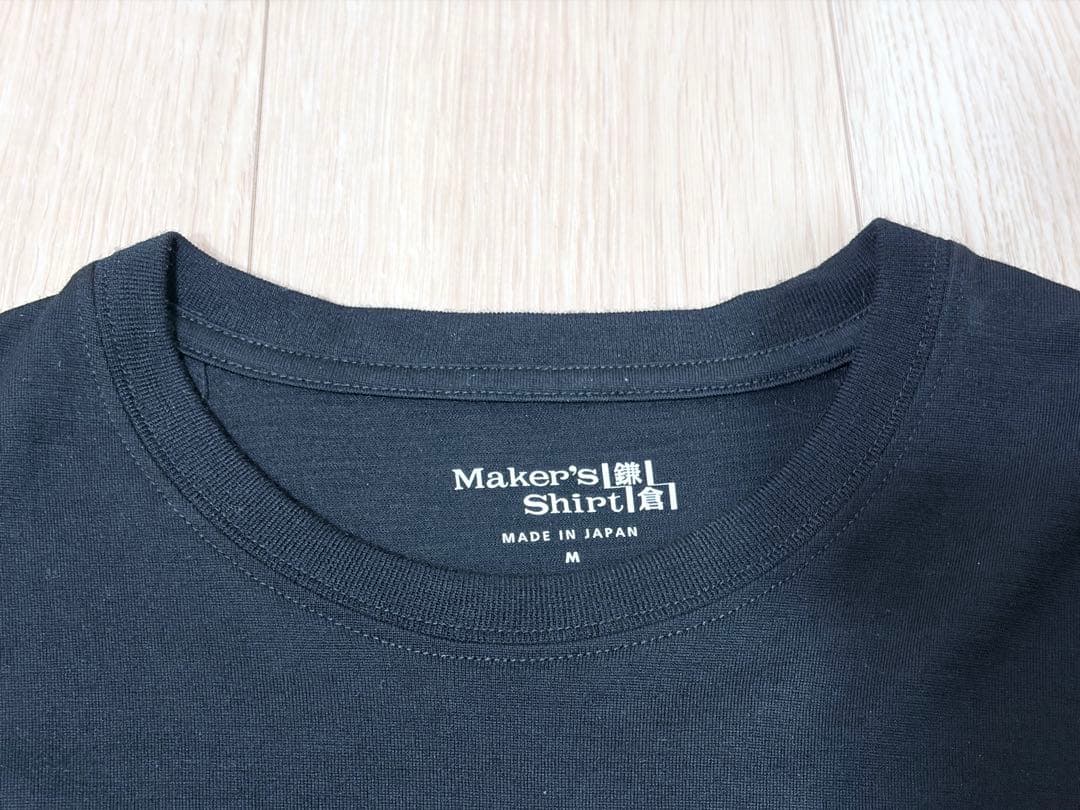 Maker's 鎌
Shirt 倉
MADE IN JAPAN
M